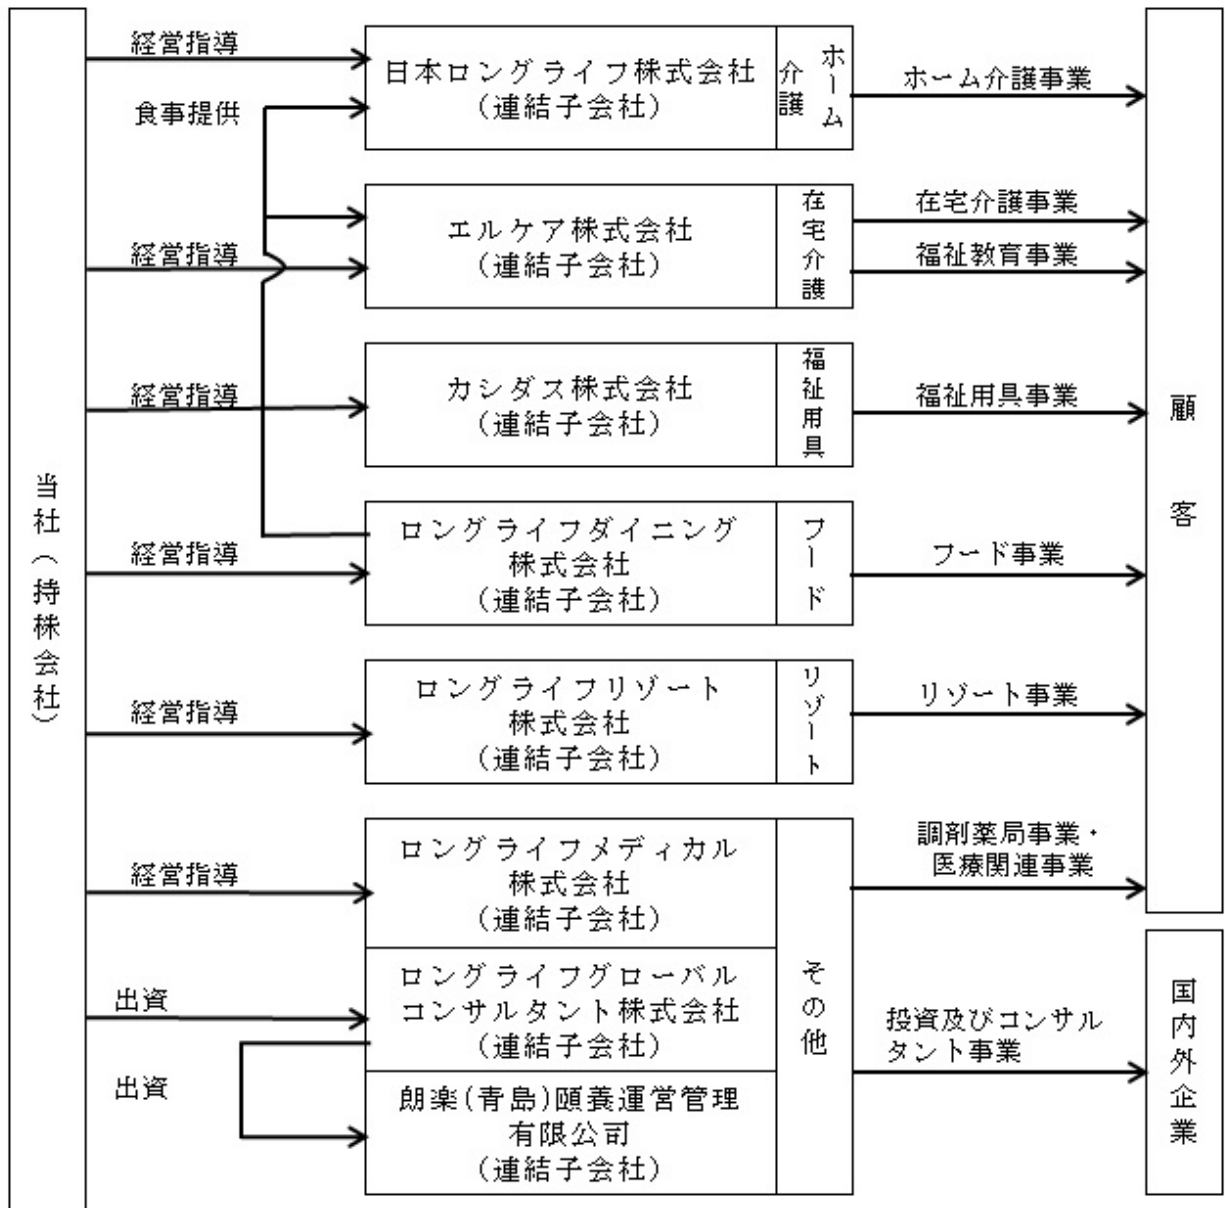 当社（持株会社）
経営指導
食事提供
日本ロングライフ株式会社
（連結子会社）
ホーム
介護
ホーム介護事業
経営指導
エルケア株式会社
（連結子会社）
在宅介護
在宅介護事業
福祉教育事業
経営指導
カシダス株式会社
（連結子会社）
福祉用具
福祉用具事業
経営指導
ロングライフダイニング
株式会社
（連結子会社）
フード
フード事業
経営指導
ロングライフリゾート
株式会社
（連結子会社）
リゾート
リゾート事業
経営指導
ロングライフメディカル
株式会社
（連結子会社）
調剤薬局事業・
医療関連事業
出資
ロングライフグローバル
コンサルタント株式会社
（連結子会社）
出資
朗楽(青島)頤養運営管理
有限公司
（連結子会社）
その他
投資及びコンサル
タント事業
顧客
国内外企業